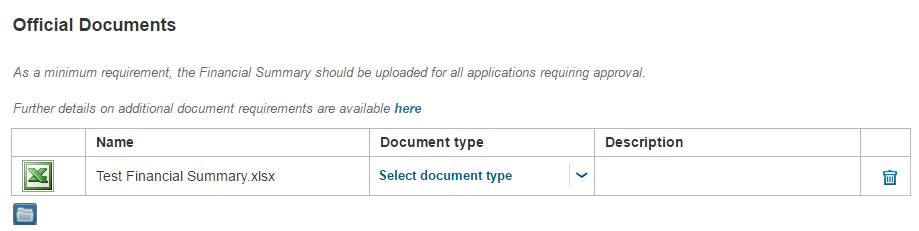 Official Documents
As a minimum requirement, the Financial Summary should be uploaded for all applications requiring approval.
Further details on additional document requirements are available here
Name Document type Description
Test Financial Summary.xlsx Select document type